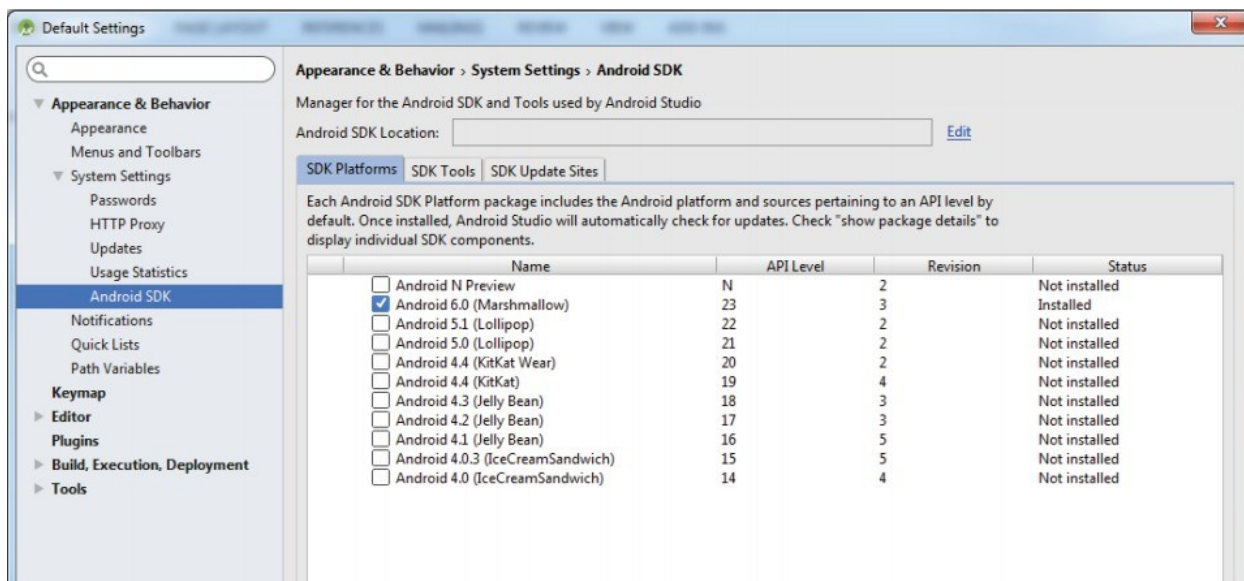 Default Settings
Appearance & Behavior › System Settings › Android SDK
Appearance & Behavior
Appearance
Menus and Toolbars
System Settings
Passwords
HTTP Proxy
Updates
Usage Statistics
Android SDK
Notifications
Quick Lists
Path Variables
Keymap
Editor
Plugins
Build, Execution, Deployment
Tools
Manager for the Android SDK and Tools used by Android Studio
Android SDK Location: Edit
SDK Platforms SDK Tools SDK Update Sites
Each Android SDK Platform package includes the Android platform and sources pertaining to an API level by
default. Once installed, Android Studio will automatically check for updates. Check "show package details" to
display individual SDK components.
Name API Level Revision Status
Android N Preview N 2 Not installed
Android 6.0 (Marshmallow) 23 3 Installed
Android 5.1 (Lollipop) 22 2 Not installed
Android 5.0 (Lollipop) 21 2 Not installed
Android 4.4 (KitKat Wear) 20 2 Not installed
Android 4.4 (KitKat) 19 4 Not installed
Android 4.3 (Jelly Bean) 18 3 Not installed
Android 4.2 (Jelly Bean) 17 3 Not installed
Android 4.1 (Jelly Bean) 16 5 Not installed
Android 4.0.3 (IceCreamSandwich) 15 5 Not installed
Android 4.0 (IceCreamSandwich) 14 4 Not installed